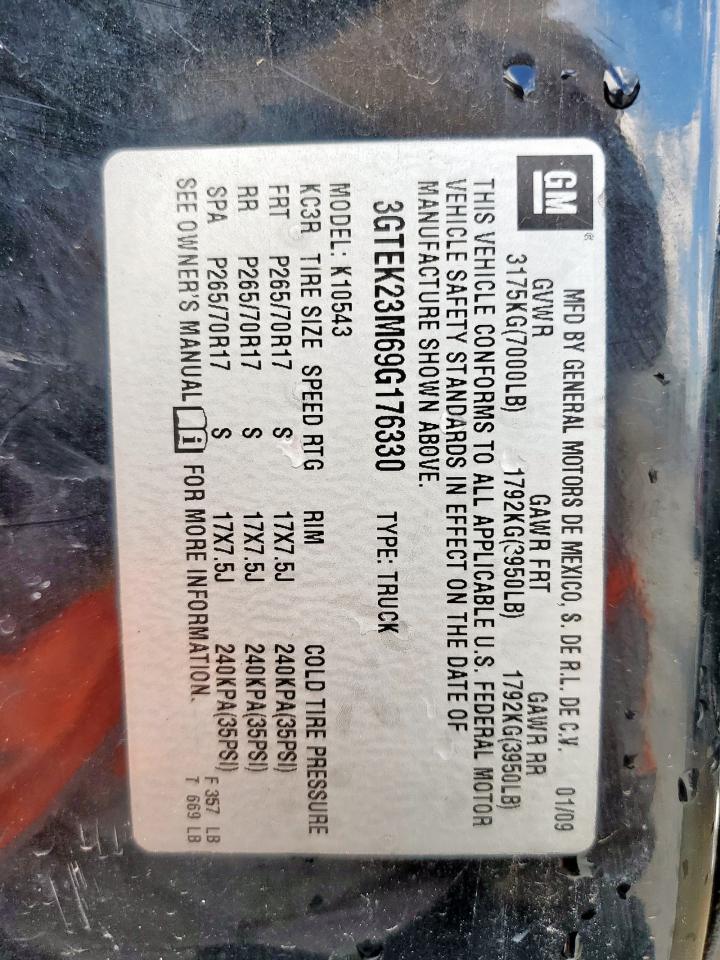 GM ®
MFD BY GENERAL MOTORS DE MEXICO, S. DE R.L. DE C.V. 01/09
GVWR GAWR FRT GAWR RR
3175KG(7000LB) 1792KG(3950LB) 1792KG(3950LB)
THIS VEHICLE CONFORMS TO ALL APPLICABLE U.S. FEDERAL MOTOR
VEHICLE SAFETY STANDARDS IN EFFECT ON THE DATE OF
MANUFACTURE SHOWN ABOVE.
3GTEK23M69G176330 TYPE: TRUCK
MODEL: K10543
KC3R TIRE SIZE SPEED RTG RIM COLD TIRE PRESSURE
FRT P265/70R17 S 17X7.5J 240KPA(35PSI)
RR P265/70R17 S 17X7.5J 240KPA(35PSI)
SPA P265/70R17 S 17X7.5J 240KPA(35PSI)
SEE OWNER'S MANUAL i FOR MORE INFORMATION.
F 357 LB
T 669 LB